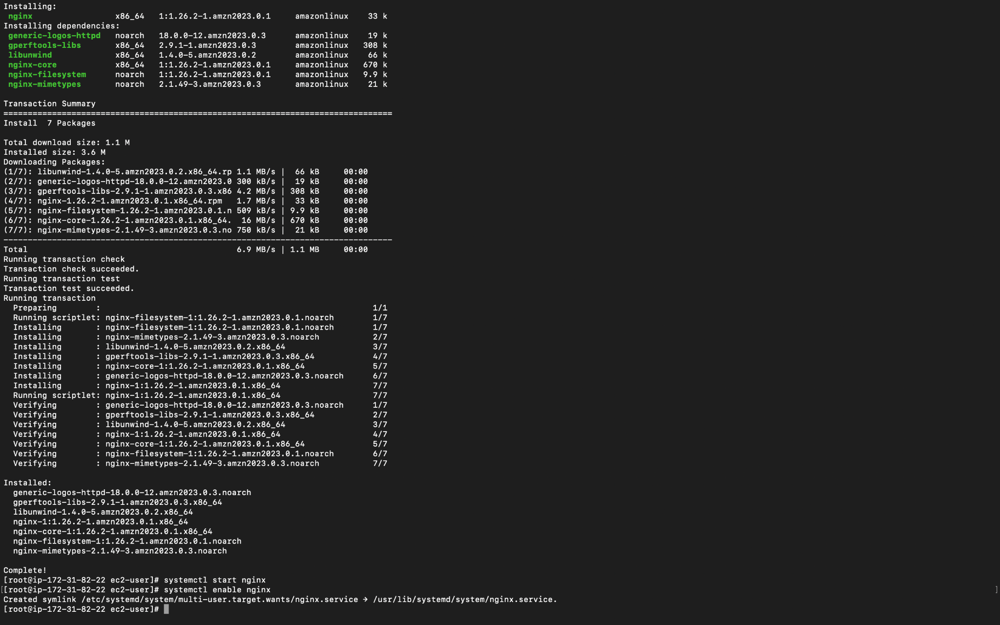 Installing:
 nginx                 x86_64   1:1.26.2-1.amzn2023.0.1     amazonlinux    33 k
Installing dependencies:
 generic-logos-httpd   noarch   18.0.0-12.amzn2023.0.3      amazonlinux    19 k
 gperftools-libs       x86_64   2.9.1-1.amzn2023.0.3        amazonlinux   308 k
 libunwind             x86_64   1.4.0-5.amzn2023.0.2        amazonlinux    66 k
 nginx-core            x86_64   1:1.26.2-1.amzn2023.0.1     amazonlinux   670 k
 nginx-filesystem      noarch   1:1.26.2-1.amzn2023.0.1     amazonlinux   9.9 k
 nginx-mimetypes       noarch   2.1.49-3.amzn2023.0.3       amazonlinux    21 k

Transaction Summary
================================================================================
Install  7 Packages

Total download size: 1.1 M
Installed size: 3.6 M
Downloading Packages:
(1/7): libunwind-1.4.0-5.amzn2023.0.2.x86_64.rp 1.1 MB/s |  66 kB     00:00
(2/7): generic-logos-httpd-18.0.0-12.amzn2023.0 300 kB/s |  19 kB     00:00
(3/7): gperftools-libs-2.9.1-1.amzn2023.0.3.x86 4.2 MB/s | 308 kB     00:00
(4/7): nginx-1.26.2-1.amzn2023.0.1.x86_64.rpm   1.7 MB/s |  33 kB     00:00
(5/7): nginx-filesystem-1.26.2-1.amzn2023.0.1.n 509 kB/s | 9.9 kB     00:00
(6/7): nginx-core-1.26.2-1.amzn2023.0.1.x86_64.  16 MB/s | 670 kB     00:00
(7/7): nginx-mimetypes-2.1.49-3.amzn2023.0.3.no 750 kB/s |  21 kB     00:00
--------------------------------------------------------------------------------
Total                                           6.9 MB/s | 1.1 MB     00:00
Running transaction check
Transaction check succeeded.
Running transaction test
Transaction test succeeded.
Running transaction
  Preparing        :                                                        1/1
  Running scriptlet: nginx-filesystem-1:1.26.2-1.amzn2023.0.1.noarch        1/7
  Installing       : nginx-filesystem-1:1.26.2-1.amzn2023.0.1.noarch        1/7
  Installing       : nginx-mimetypes-2.1.49-3.amzn2023.0.3.noarch           2/7
  Installing       : libunwind-1.4.0-5.amzn2023.0.2.x86_64                  3/7
  Installing       : gperftools-libs-2.9.1-1.amzn2023.0.3.x86_64            4/7
  Installing       : nginx-core-1:1.26.2-1.amzn2023.0.1.x86_64              5/7
  Installing       : generic-logos-httpd-18.0.0-12.amzn2023.0.3.noarch      6/7
  Installing       : nginx-1:1.26.2-1.amzn2023.0.1.x86_64                   7/7
  Running scriptlet: nginx-1:1.26.2-1.amzn2023.0.1.x86_64                   7/7
  Verifying        : generic-logos-httpd-18.0.0-12.amzn2023.0.3.noarch      1/7
  Verifying        : gperftools-libs-2.9.1-1.amzn2023.0.3.x86_64            2/7
  Verifying        : libunwind-1.4.0-5.amzn2023.0.2.x86_64                  3/7
  Verifying        : nginx-1:1.26.2-1.amzn2023.0.1.x86_64                   4/7
  Verifying        : nginx-core-1:1.26.2-1.amzn2023.0.1.x86_64              5/7
  Verifying        : nginx-filesystem-1:1.26.2-1.amzn2023.0.1.noarch        6/7
  Verifying        : nginx-mimetypes-2.1.49-3.amzn2023.0.3.noarch           7/7

Installed:
  generic-logos-httpd-18.0.0-12.amzn2023.0.3.noarch
  gperftools-libs-2.9.1-1.amzn2023.0.3.x86_64
  libunwind-1.4.0-5.amzn2023.0.2.x86_64
  nginx-1:1.26.2-1.amzn2023.0.1.x86_64
  nginx-core-1:1.26.2-1.amzn2023.0.1.x86_64
  nginx-filesystem-1:1.26.2-1.amzn2023.0.1.noarch
  nginx-mimetypes-2.1.49-3.amzn2023.0.3.noarch

Complete!
[root@ip-172-31-82-22 ec2-user]# systemctl start nginx
[[root@ip-172-31-82-22 ec2-user]# systemctl enable nginx ]
Created symlink /etc/systemd/system/multi-user.target.wants/nginx.service → /usr/lib/systemd/system/nginx.service.
[root@ip-172-31-82-22 ec2-user]#